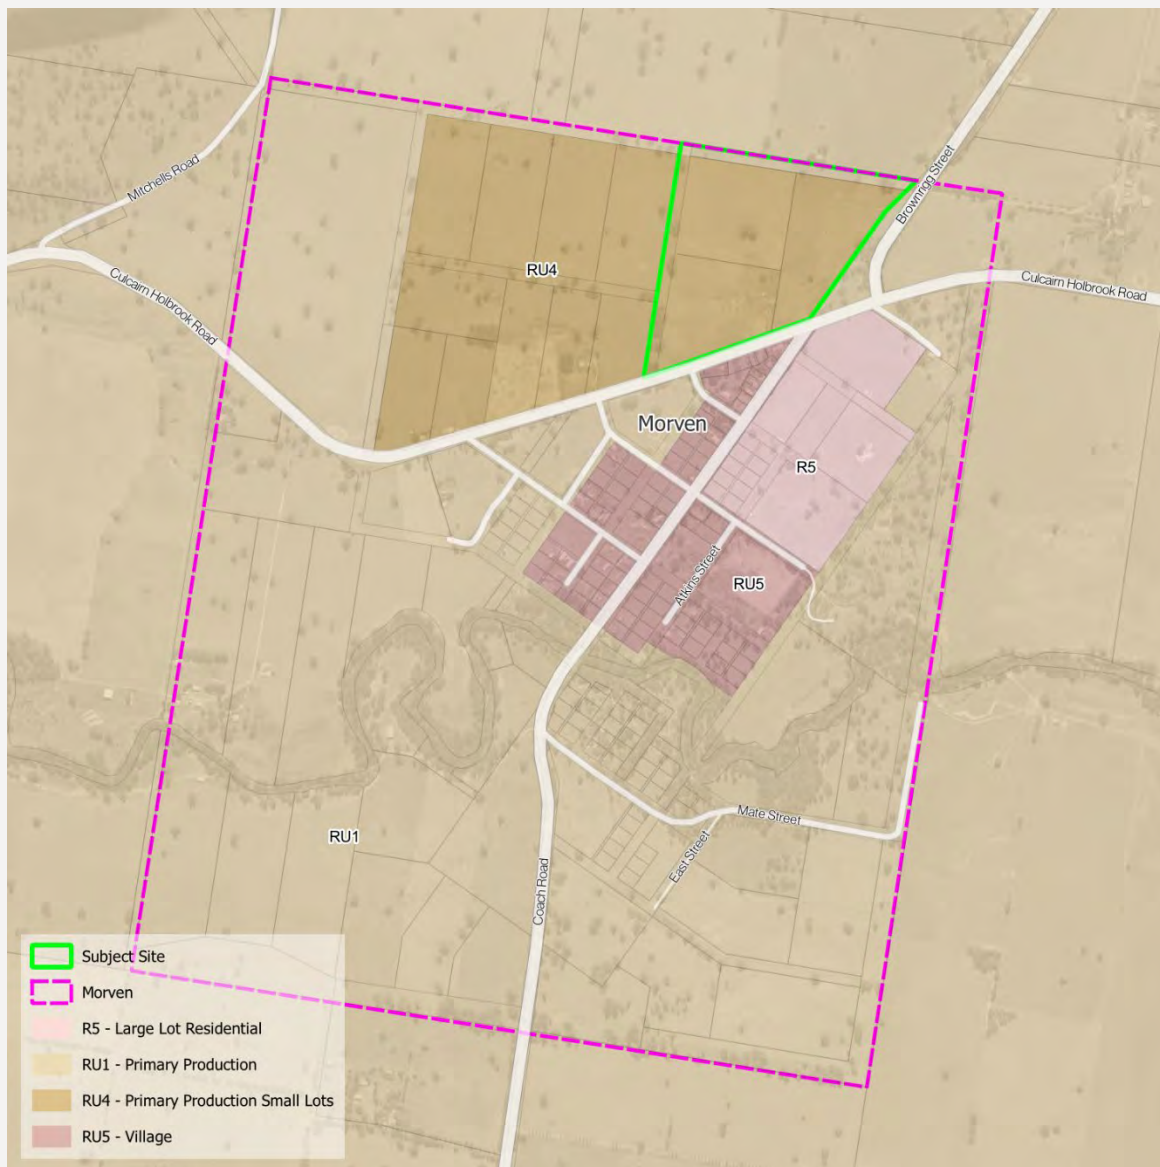 Mitchells Road
Brownrigg Street
Culcairn Holbrook Road
RU4
Culcairn Holbrook Road
Morven
R5
Atkins Street
RU5
Mate Street
RU1
East Street
Coach Road
Subject Site
Morven
R5 - Large Lot Residential
RU1 - Primary Production
RU4 - Primary Production Small Lots
RU5 - Village